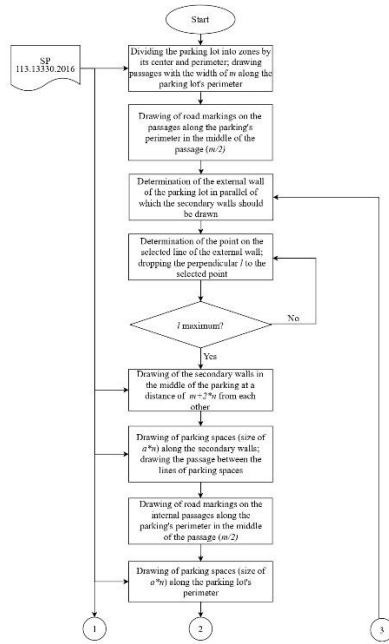 Start
SP
113.13330.2016
Dividing the parking lot into zones by
its center and perimeter; drawing
passages with the width of m along the
parking lot's perimeter
Drawing of road markings on the
passages along the parking's
perimeter in the middle of the
passage (m/2)
Determination of the external wall
of the parking lot in parallel of
which the secondary walls should
be drawn
Determination of the point on the
selected line of the external wall;
dropping the perpendicular l to the
selected point
l maximum?
No
Yes
Drawing of the secondary walls in
the middle of the parking at a
distance of m+2*n from each
other
Drawing of parking spaces (size of
a*n) along the secondary walls;
drawing the passage between the
lines of parking spaces
Drawing of road markings on the
internal passages along the
parking's perimeter in the middle
of the passage (m/2)
Drawing of parking spaces (size of
a*n) along the parking lot's
perimeter
1
2
3